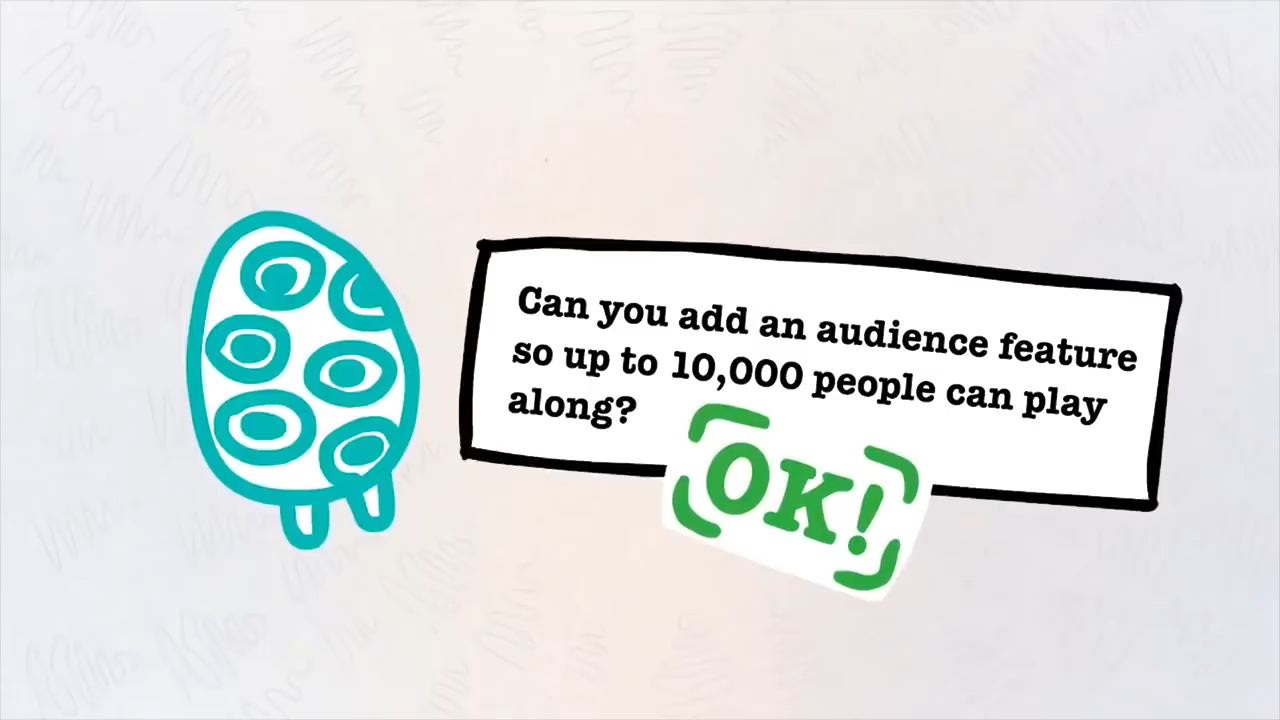 Can you add an audience feature
so up to 10,000 people can play
along?
OK!